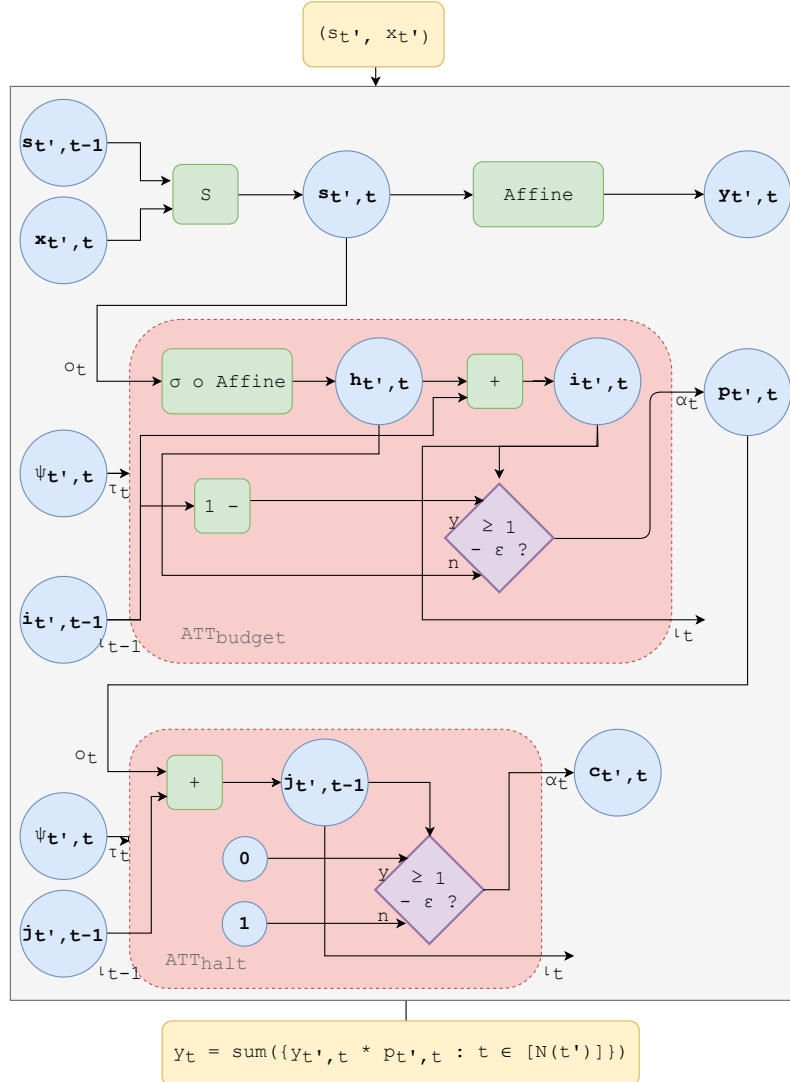 (st', xt')
st',t-1
S
st',t
Affine
yt',t
xt',t
οt
σ ο Affine
ht',t
+
it',t
αt
pt',t
ψt',t
τt
1 -
y
≥ 1
- ε ?
n
it',t-1
ιt-1
ATTbudget
ιt
οt
+
jt',t-1
αt
ct',t
ψt',t
τt
0
y
≥ 1
- ε ?
1
n
jt',t-1
ιt-1
ATThalt
ιt
yt = sum({yt',t * pt',t : t ∈ [N(t')]})